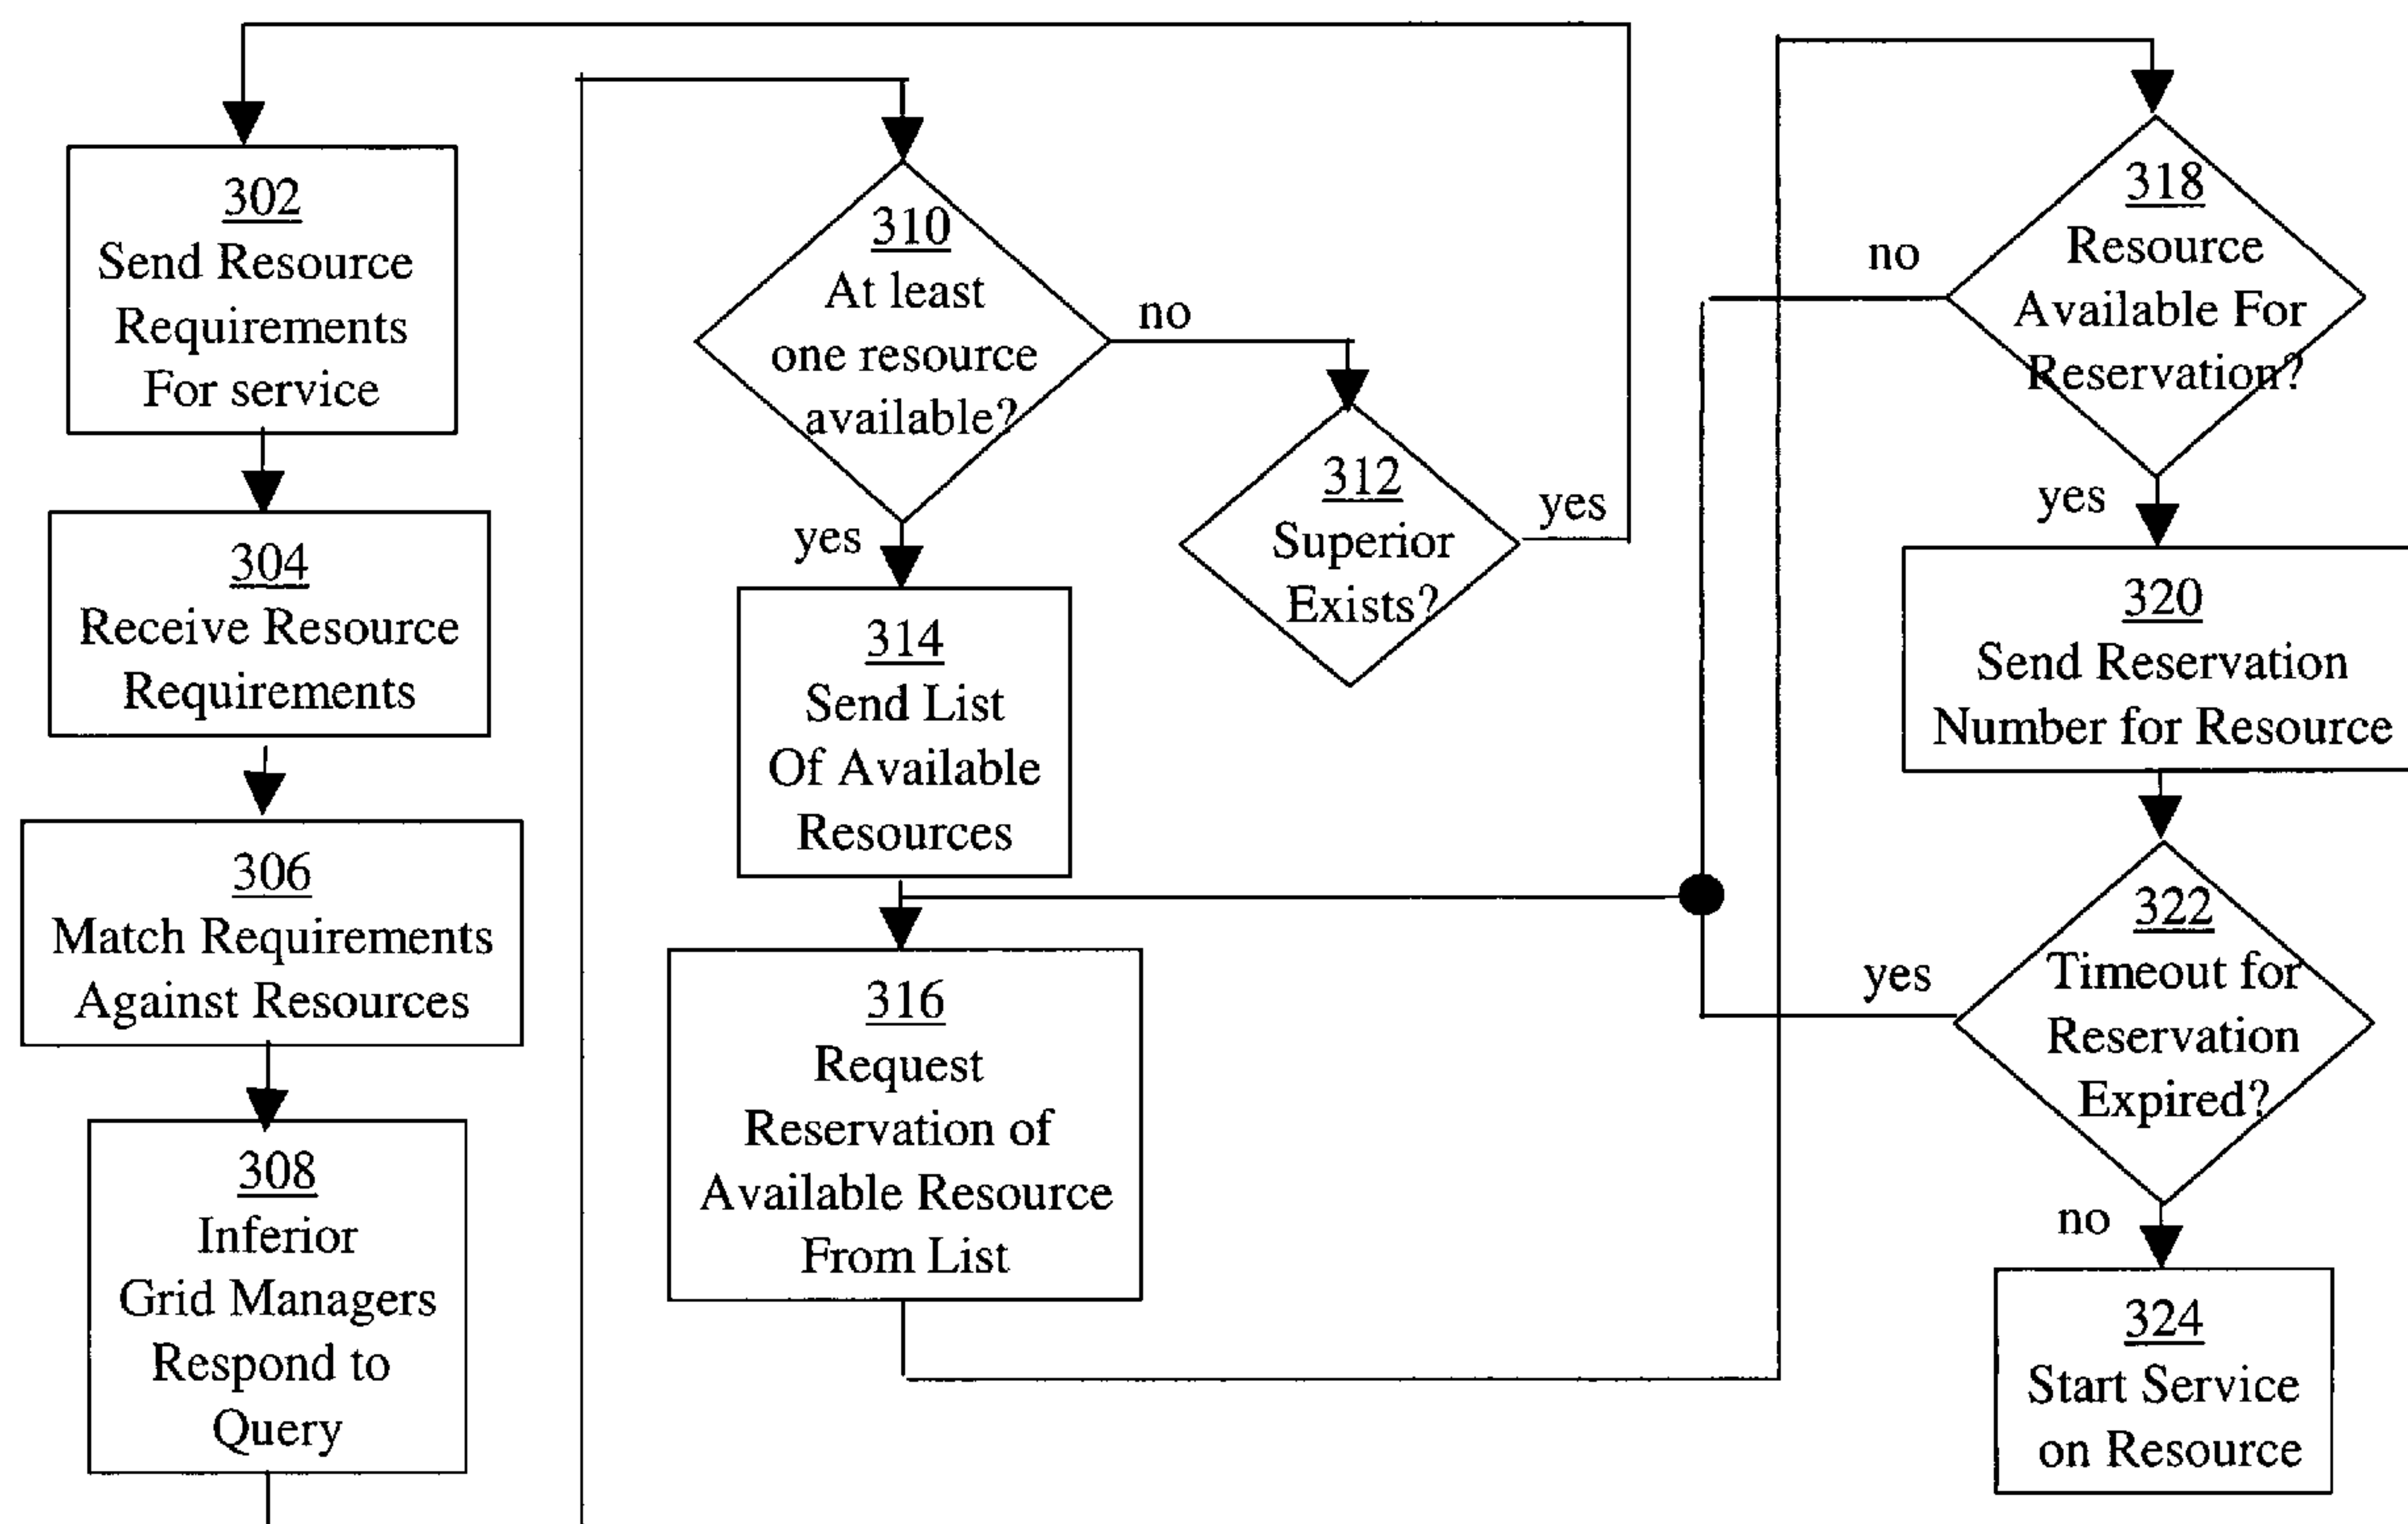 302
Send Resource
Requirements
For service
304
Receive Resource
Requirements
306
Match Requirements
Against Resources
308
Inferior
Grid Managers
Respond to
Query
310
At least
one resource
available?
no
yes
312
Superior
Exists?
yes
314
Send List
Of Available
Resources
316
Request
Reservation of
Available Resource
From List
318
Resource
Available For
Reservation?
no
yes
320
Send Reservation
Number for Resource
322
Timeout for
Reservation
Expired?
yes
no
324
Start Service
on Resource